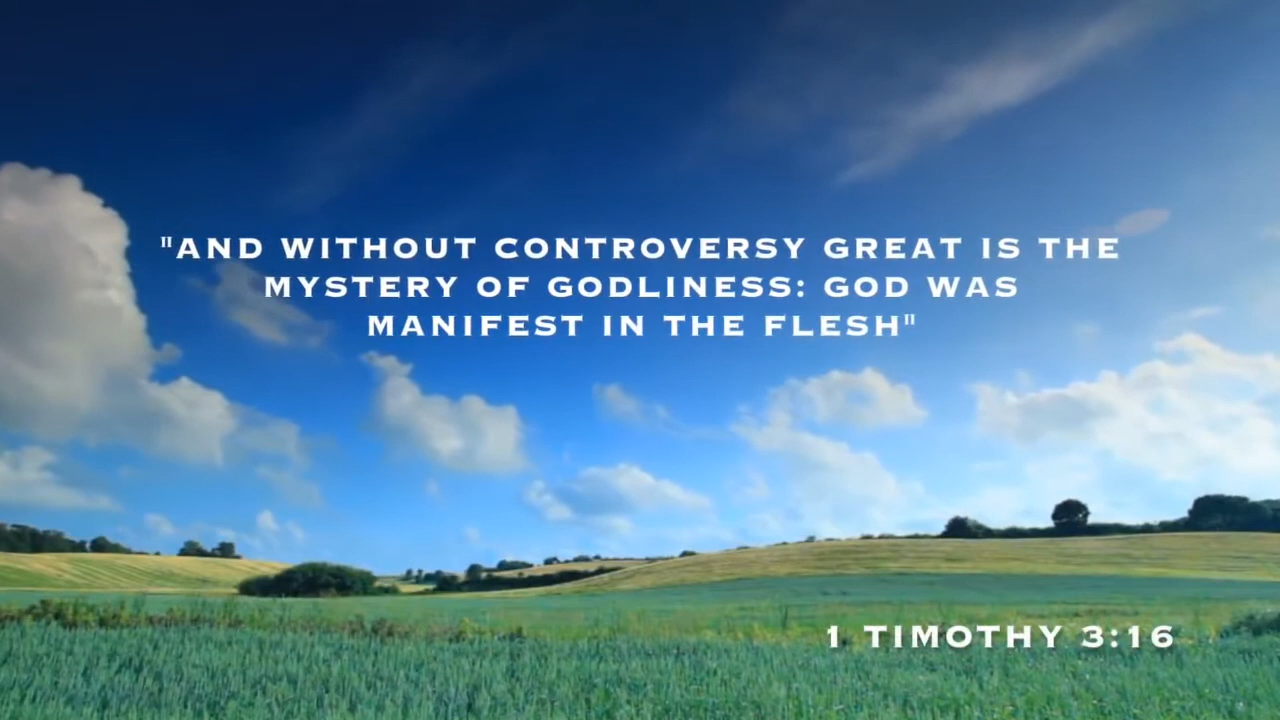 "AND WITHOUT CONTROVERSY GREAT IS THE
MYSTERY OF GODLINESS: GOD WAS
MANIFEST IN THE FLESH"
1 TIMOTHY 3:16